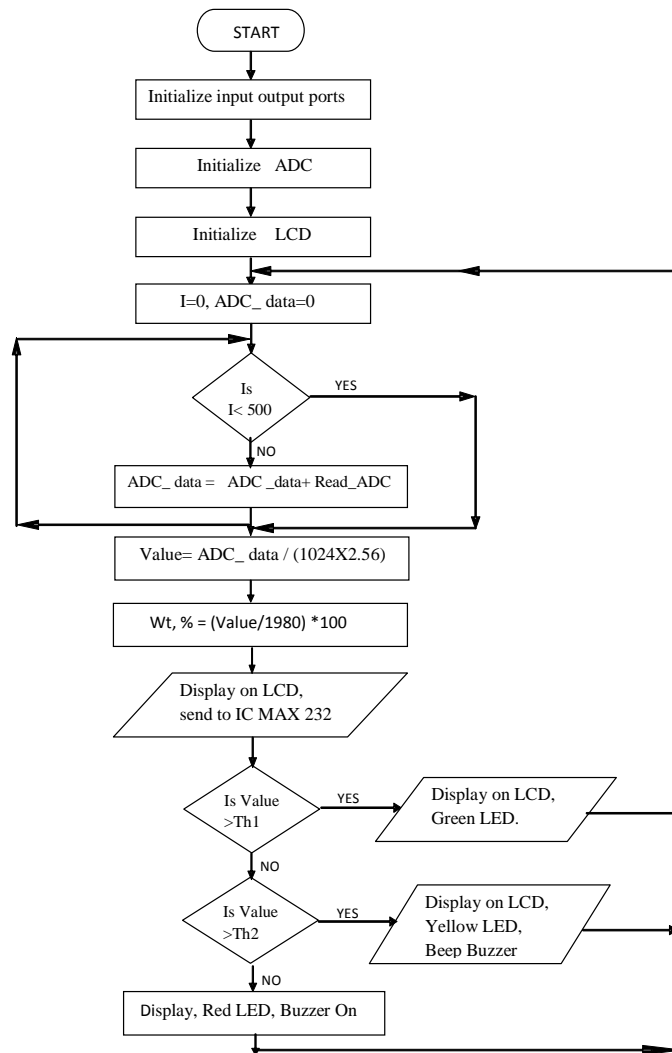 START
Initialize input output ports
Initialize ADC
Initialize LCD
I=0, ADC_ data=0
Is
I< 500
YES
NO
ADC_ data = ADC _data+ Read_ADC
Value= ADC_ data / (1024X2.56)
Wt, % = (Value/1980) *100
Display on LCD,
send to IC MAX 232
Is Value
>Th1
YES
Display on LCD,
Green LED.
NO
Is Value
>Th2
YES
Display on LCD,
Yellow LED,
Beep Buzzer
NO
Display, Red LED, Buzzer On